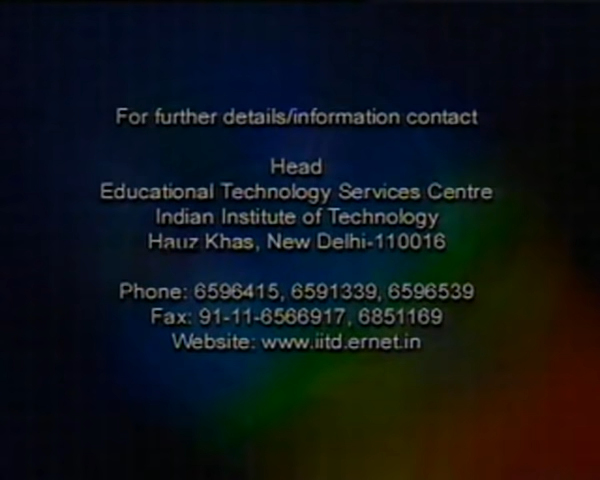 For further details/information contact
Head
Educational Technology Services Centre
Indian Institute of Technology
Hauz Khas, New Delhi-110016
Phone: 6596415, 6591339, 6596539
Fax: 91-11-6566917, 6851169
Website: www.iitd.ernet.in